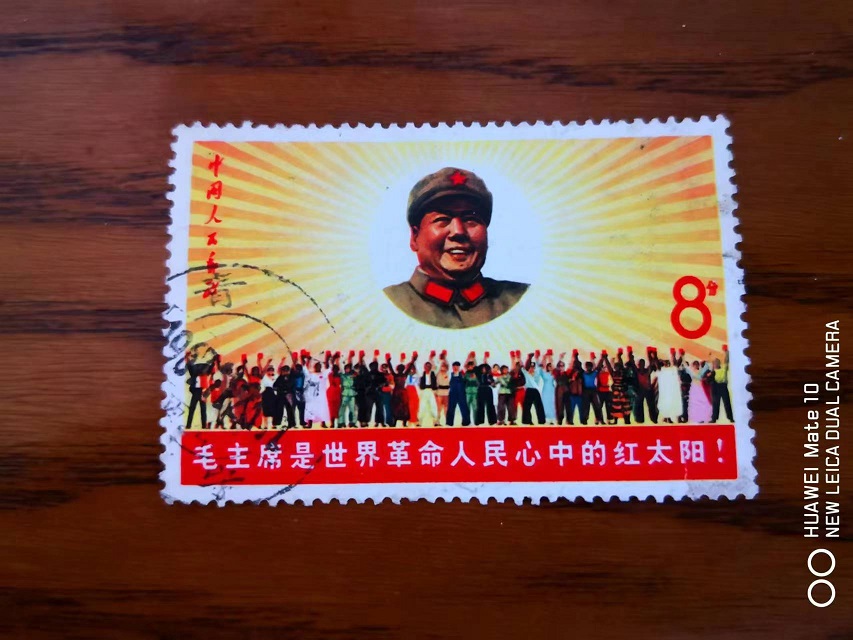 中国人民邮政
8分
毛主席是世界革命人民心中的红太阳！
HUAWEI Mate 10
NEW LEICA DUAL CAMERA